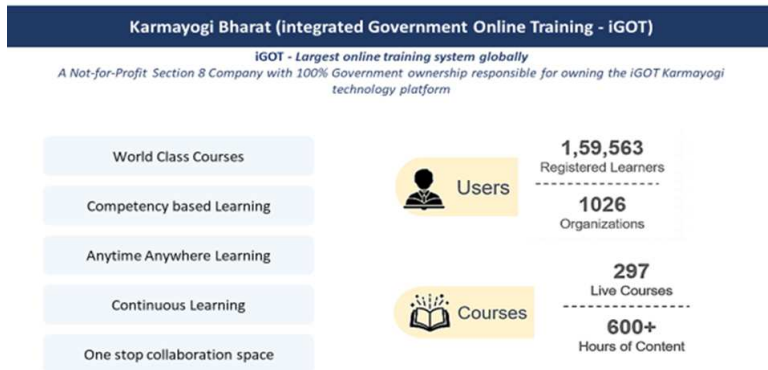 Karmayogi Bharat (integrated Government Online Training - iGOT)
iGOT - Largest online training system globally
A Not-for-Profit Section 8 Company with 100% Government ownership responsible for owning the iGOT Karmayogi
technology platform
World Class Courses
Competency based Learning
Anytime Anywhere Learning
Continuous Learning
One stop collaboration space
Users
1,59,563
Registered Learners
1026
Organizations
Courses
297
Live Courses
600+
Hours of Content